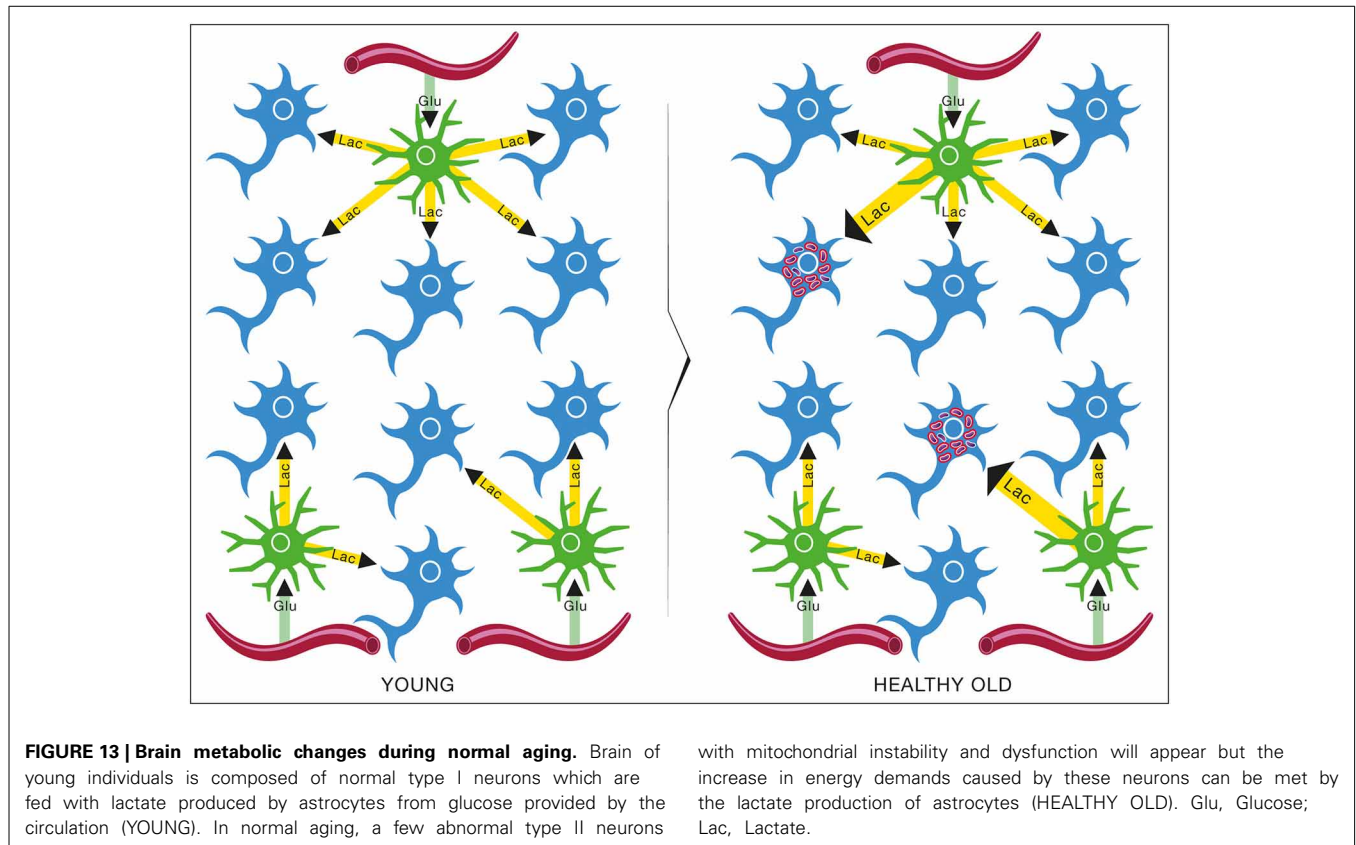 Glu
Lac
Lac
Lac
Lac
Lac
Lac
Lac
Lac
Lac
Glu
Glu
YOUNG
Glu
Lac
Lac
Lac
Lac
Lac
Lac
Lac
Lac
Lac
Glu
Glu
HEALTHY OLD
FIGURE 13 | Brain metabolic changes during normal aging. Brain of
young individuals is composed of normal type I neurons which are
fed with lactate produced by astrocytes from glucose provided by the
circulation (YOUNG). In normal aging, a few abnormal type II neurons
with mitochondrial instability and dysfunction will appear but the
increase in energy demands caused by these neurons can be met by
the lactate production of astrocytes (HEALTHY OLD). Glu, Glucose;
Lac, Lactate.